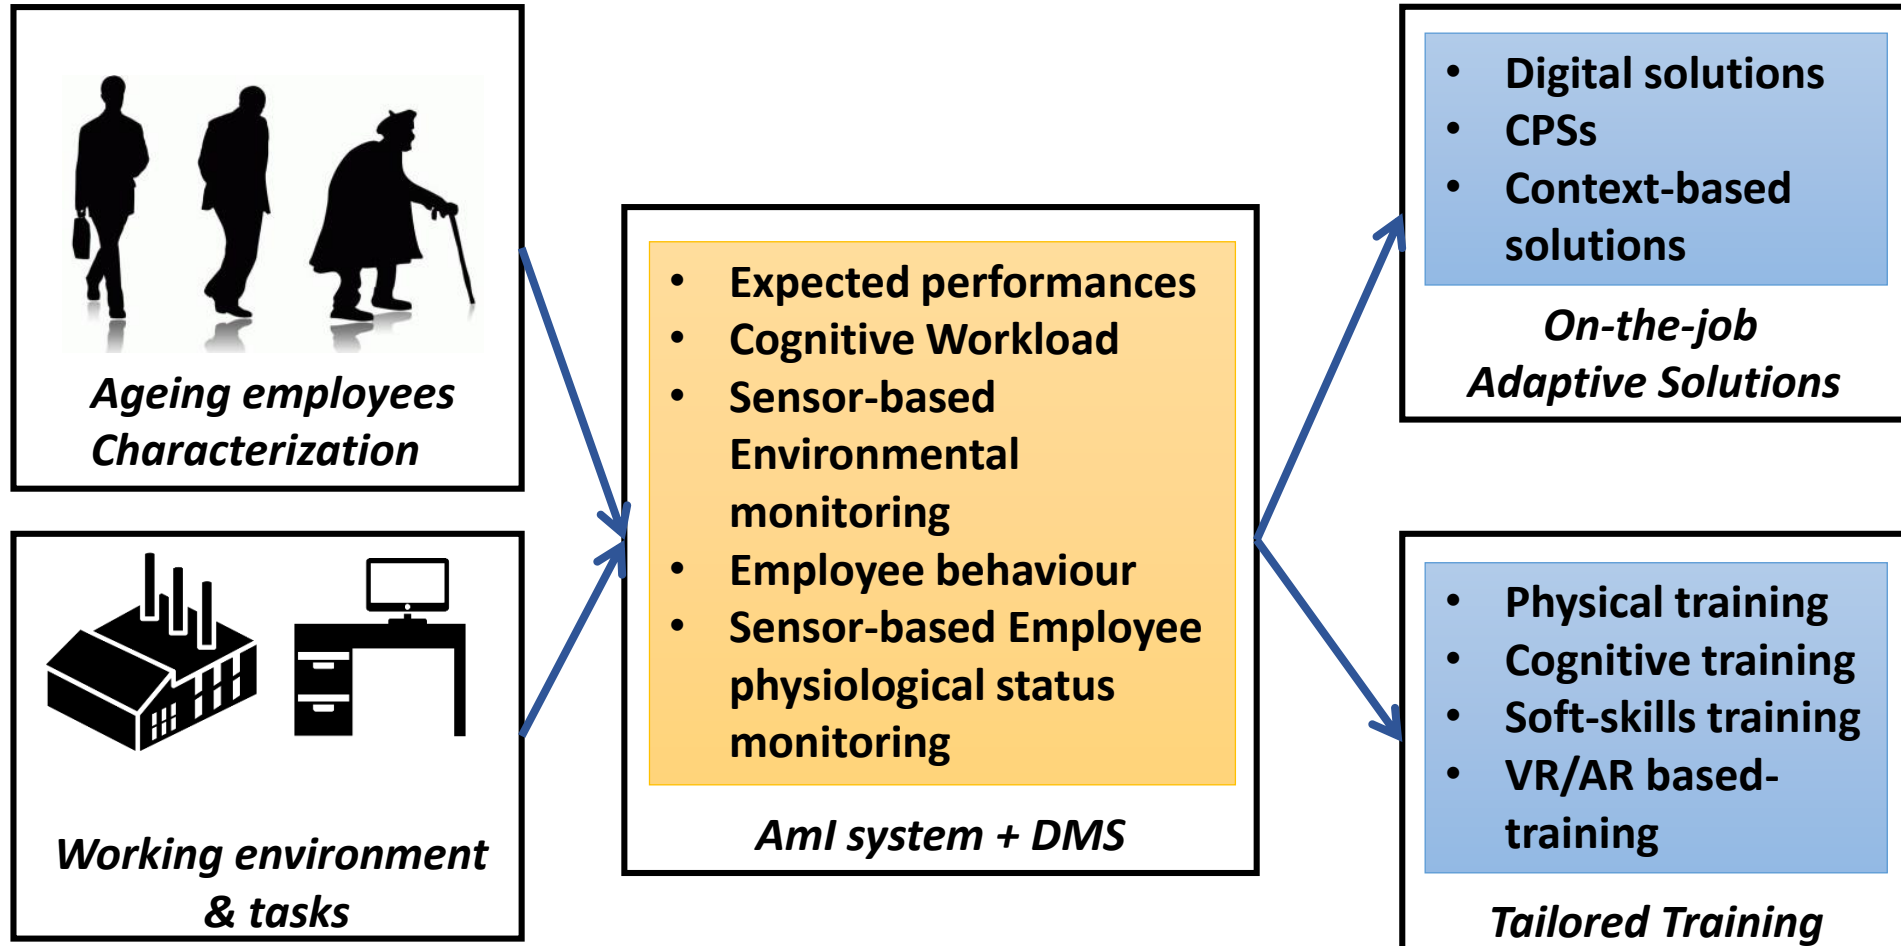 Ageing employees
Characterization
Working environment
& tasks
• Expected performances
• Cognitive Workload
• Sensor-based
Environmental
monitoring
• Employee behaviour
• Sensor-based Employee
physiological status
monitoring
AmI system + DMS
• Digital solutions
• CPSs
• Context-based
solutions
On-the-job
Adaptive Solutions
• Physical training
• Cognitive training
• Soft-skills training
• VR/AR based-
training
Tailored Training